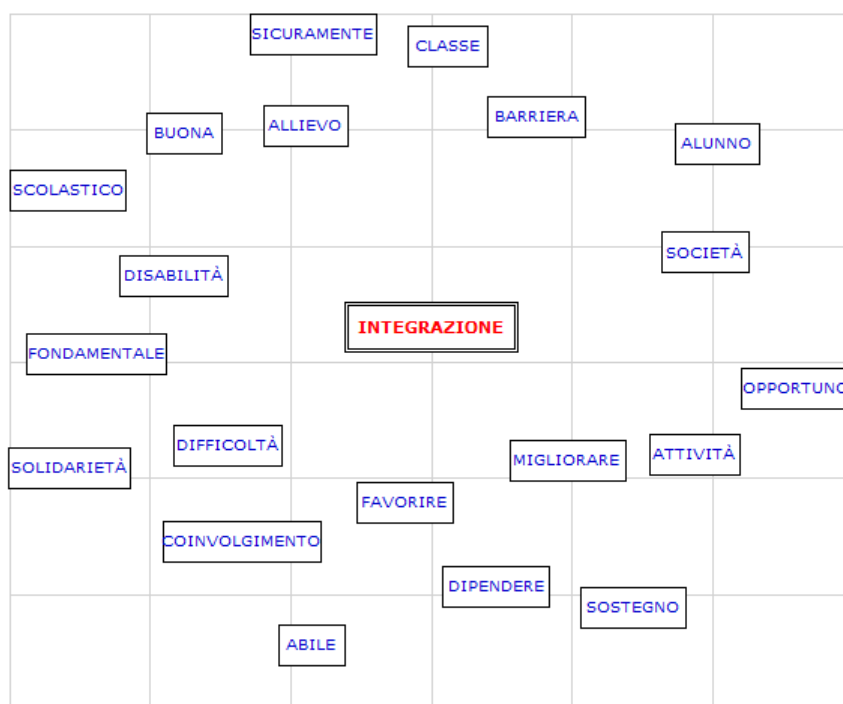 SICURAMENTE
CLASSE
BARRIERA
ALLIEVO
BUONA
ALUNNO
SCOLASTICO
SOCIETÀ
DISABILITÀ
INTEGRAZIONE
FONDAMENTALE
OPPORTUNO
DIFFICOLTÀ
ATTIVITÀ
MIGLIORARE
SOLIDARIETÀ
FAVORIRE
COINVOLGIMENTO
DIPENDERE
SOSTEGNO
ABILE